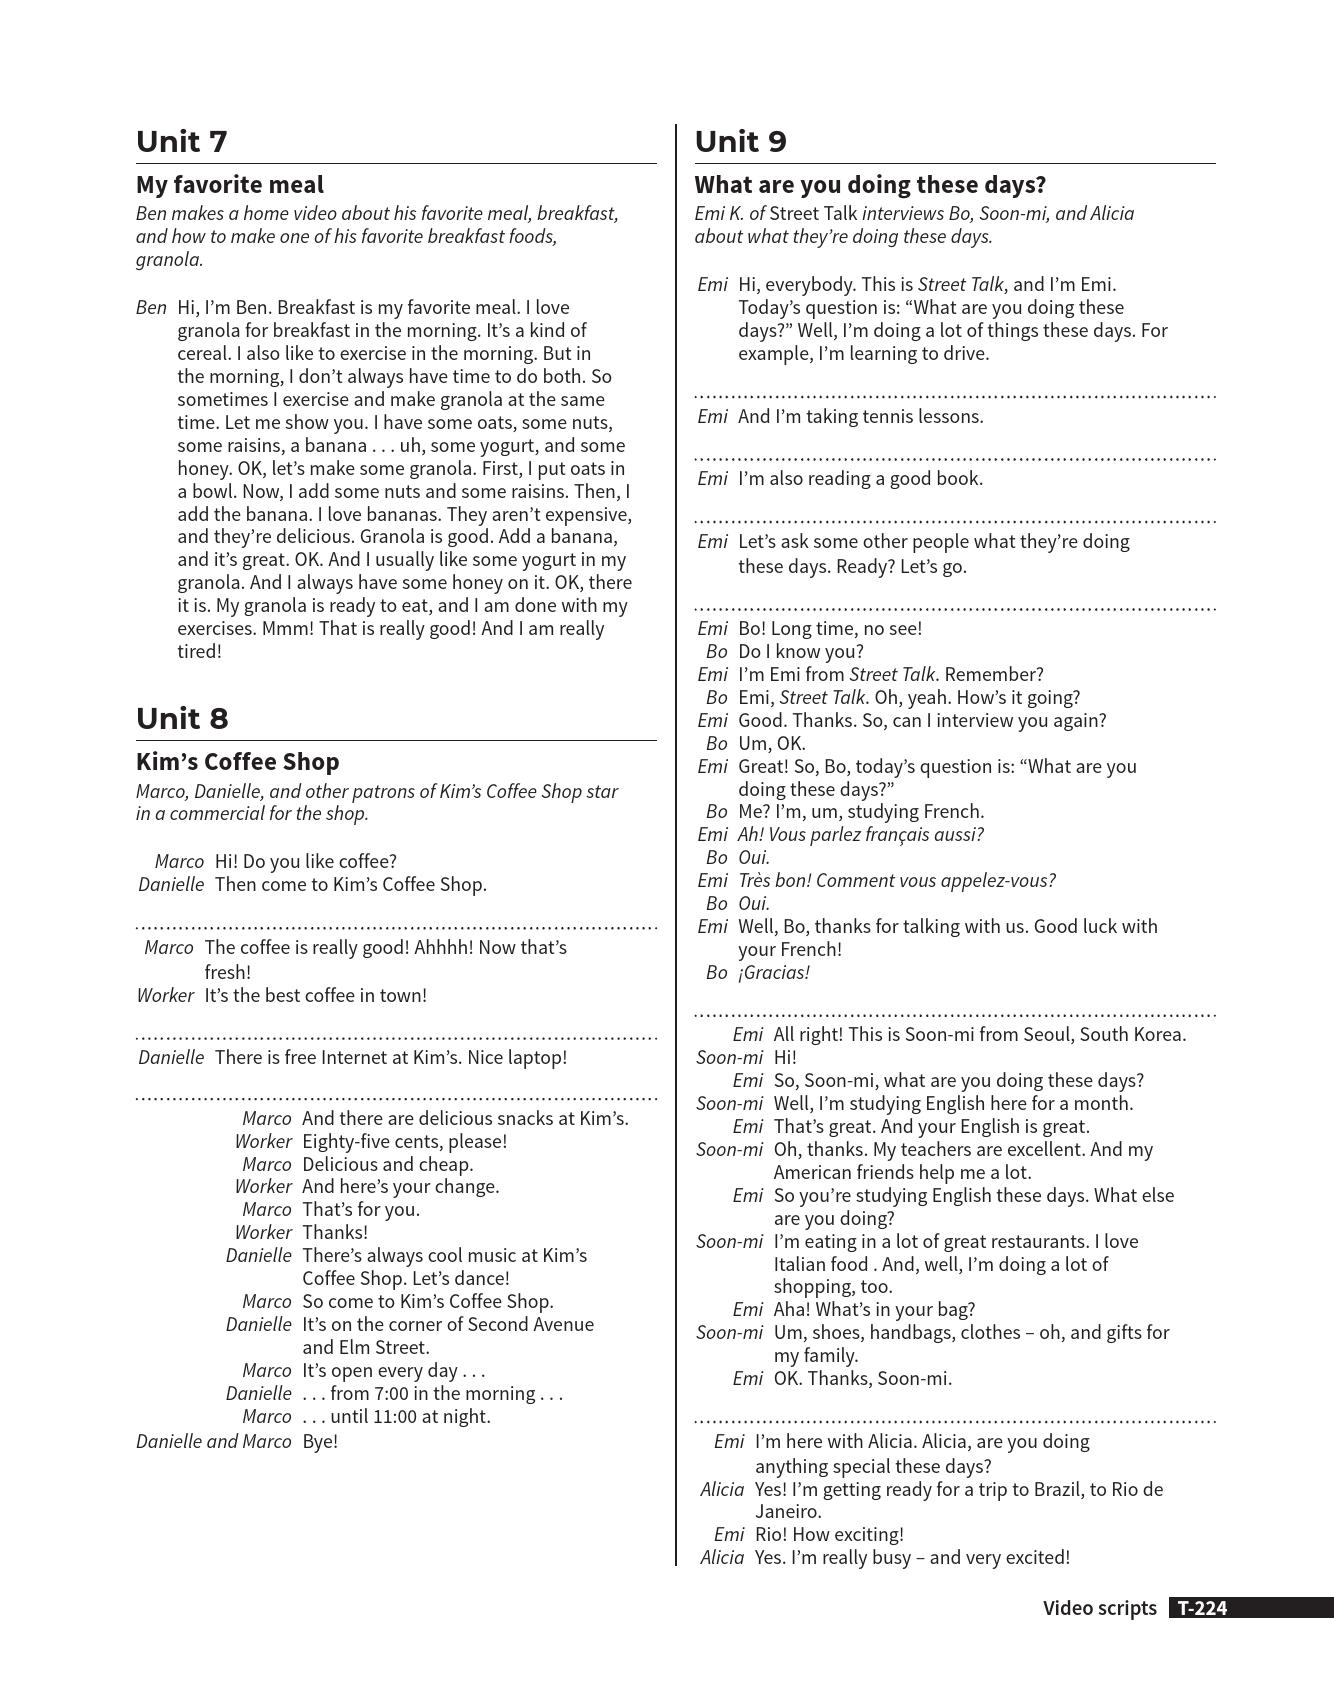 Unit 7
My favorite meal
Ben makes a home video about his favorite meal, breakfast,
and how to make one of his favorite breakfast foods,
granola.
Ben Hi, I’m Ben. Breakfast is my favorite meal. I love
granola for breakfast in the morning. It’s a kind of
cereal. I also like to exercise in the morning. But in
the morning, I don’t always have time to do both. So
sometimes I exercise and make granola at the same
time. Let me show you. I have some oats, some nuts,
some raisins, a banana . . . uh, some yogurt, and some
honey. OK, let’s make some granola. First, I put oats in
a bowl. Now, I add some nuts and some raisins. Then, I
add the banana. I love bananas. They aren’t expensive,
and they’re delicious. Granola is good. Add a banana,
and it’s great. OK. And I usually like some yogurt in my
granola. And I always have some honey on it. OK, there
it is. My granola is ready to eat, and I am done with my
exercises. Mmm! That is really good! And I am really
tired!
Unit 8
Kim’s Coffee Shop
Marco, Danielle, and other patrons of Kim’s Coffee Shop star
in a commercial for the shop.
Marco Hi! Do you like coffee?
Danielle Then come to Kim’s Coffee Shop.
Marco The coffee is really good! Ahhhh! Now that’s
fresh!
Worker It’s the best coffee in town!
Danielle There is free Internet at Kim’s. Nice laptop!
Marco And there are delicious snacks at Kim’s.
Worker Eighty-five cents, please!
Marco Delicious and cheap.
Worker And here’s your change.
Marco That’s for you.
Worker Thanks!
Danielle There’s always cool music at Kim’s
Coffee Shop. Let’s dance!
Marco So come to Kim’s Coffee Shop.
Danielle It’s on the corner of Second Avenue
and Elm Street.
Marco It’s open every day . . .
Danielle . . . from 7:00 in the morning . . .
Marco . . . until 11:00 at night.
Danielle and Marco Bye!
Unit 9
What are you doing these days?
Emi K. of Street Talk interviews Bo, Soon-mi, and Alicia
about what they’re doing these days.
Emi Hi, everybody. This is Street Talk, and I’m Emi.
Today’s question is: “What are you doing these
days?” Well, I’m doing a lot of things these days. For
example, I’m learning to drive.
Emi And I’m taking tennis lessons.
Emi I’m also reading a good book.
Emi Let’s ask some other people what they’re doing
these days. Ready? Let’s go.
Emi Bo! Long time, no see!
Bo Do I know you?
Emi I’m Emi from Street Talk. Remember?
Bo Emi, Street Talk. Oh, yeah. How’s it going?
Emi Good. Thanks. So, can I interview you again?
Bo Um, OK.
Emi Great! So, Bo, today’s question is: “What are you
doing these days?”
Bo Me? I’m, um, studying French.
Emi Ah! Vous parlez français aussi?
Bo Oui.
Emi Très bon! Comment vous appelez-vous?
Bo Oui.
Emi Well, Bo, thanks for talking with us. Good luck with
your French!
Bo ¡Gracias!
Emi All right! This is Soon-mi from Seoul, South Korea.
Soon-mi Hi!
Emi So, Soon-mi, what are you doing these days?
Soon-mi Well, I’m studying English here for a month.
Emi That’s great. And your English is great.
Soon-mi Oh, thanks. My teachers are excellent. And my
American friends help me a lot.
Emi So you’re studying English these days. What else
are you doing?
Soon-mi I’m eating in a lot of great restaurants. I love
Italian food . And, well, I’m doing a lot of
shopping, too.
Emi Aha! What’s in your bag?
Soon-mi Um, shoes, handbags, clothes – oh, and gifts for
my family.
Emi OK. Thanks, Soon-mi.
Emi I’m here with Alicia. Alicia, are you doing
anything special these days?
Alicia Yes! I’m getting ready for a trip to Brazil, to Rio de
Janeiro.
Emi Rio! How exciting!
Alicia Yes. I’m really busy – and very excited!
Video scripts T-224